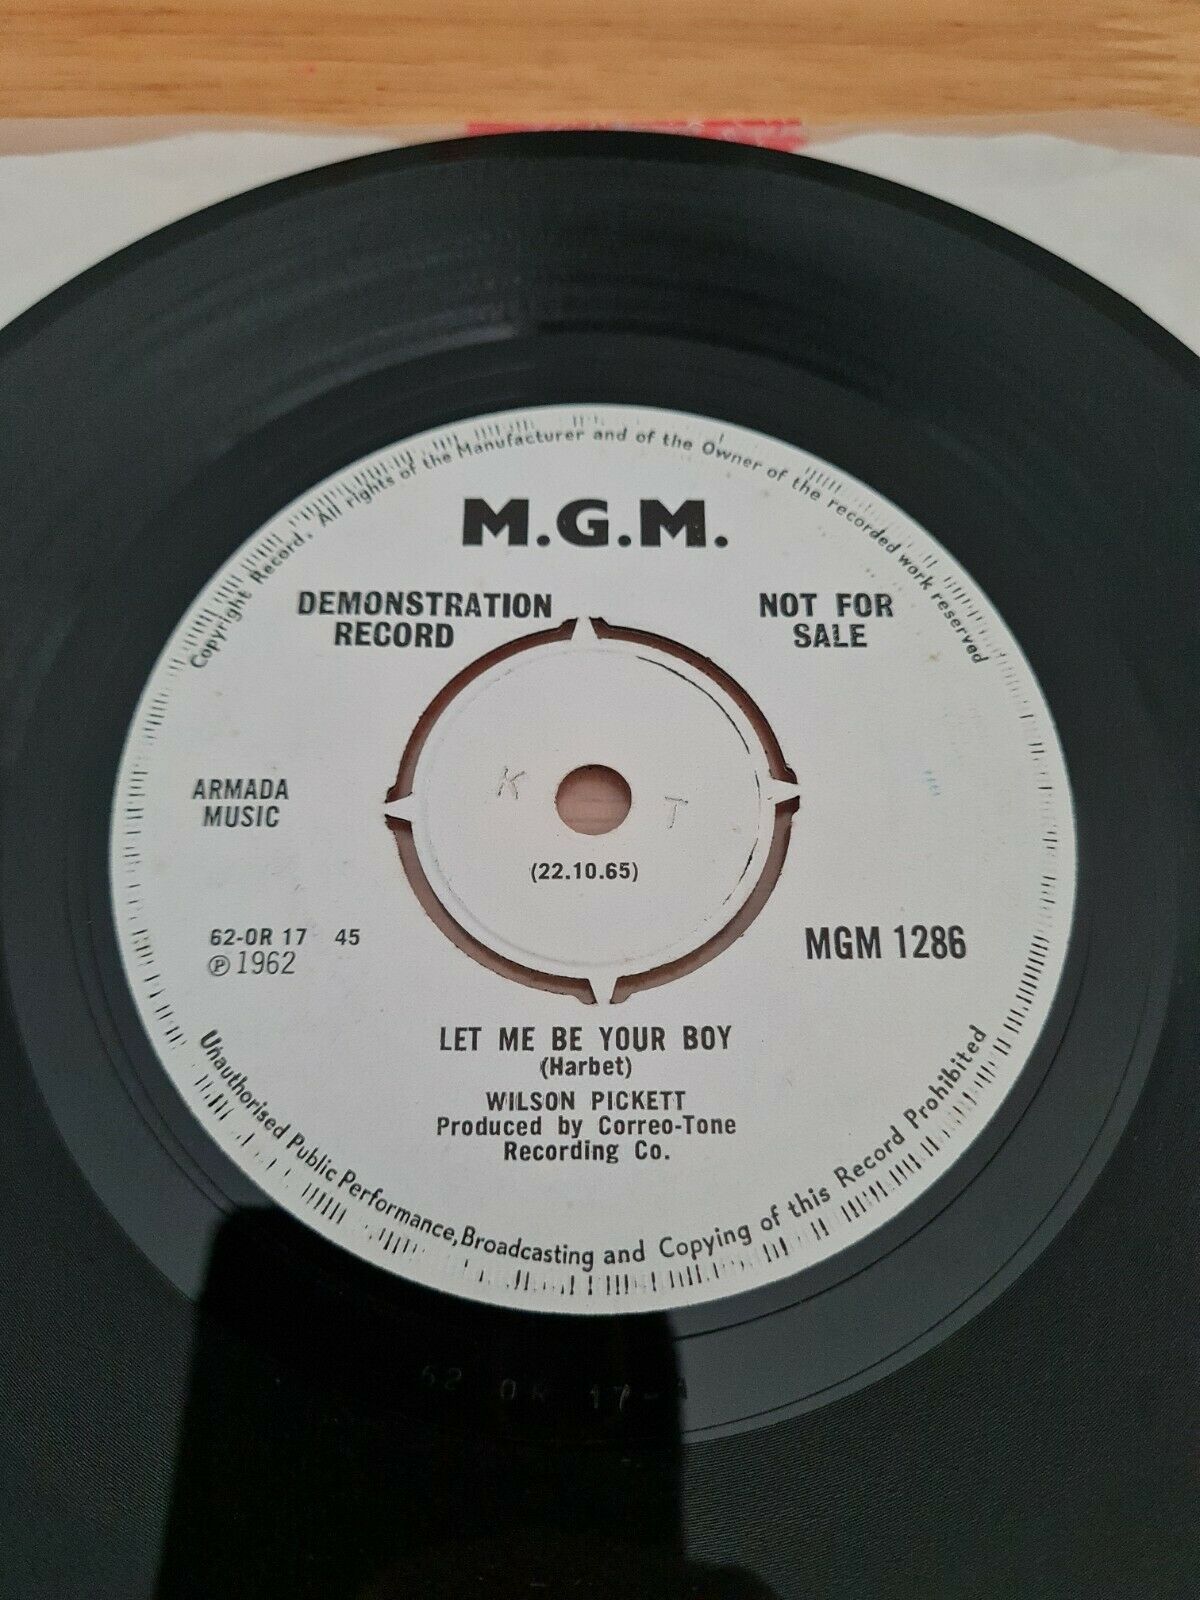 Copyright Record. All rights of the Manufacturer and of the Owner of the recorded work reserved
M.G.M.
DEMONSTRATION
RECORD
NOT FOR
SALE
ARMADA
MUSIC
K T
(22.10.65)
62-OR 17 45
℗ 1962
MGM 1286
LET ME BE YOUR BOY
(Harbet)
WILSON PICKETT
Produced by Correo-Tone
Recording Co.
Unauthorised Public Performance, Broadcasting and Copying of this Record Prohibited
62 OR 17-